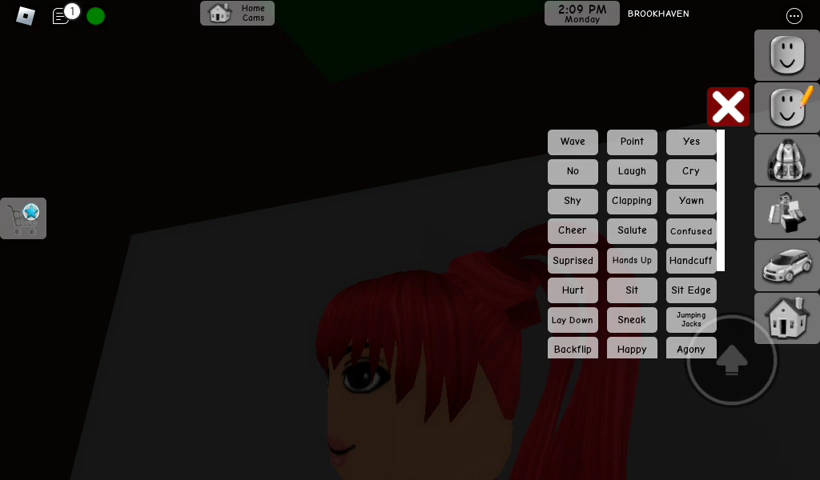 1
Home
Cams
2:09 PM
Monday
BROOKHAVEN
Wave Point Yes
No Laugh Cry
Shy Clapping Yawn
Cheer Salute Confused
Suprised Hands Up Handcuff
Hurt Sit Sit Edge
Lay Down Sneak Jumping
Jacks
Backflip Happy Agony